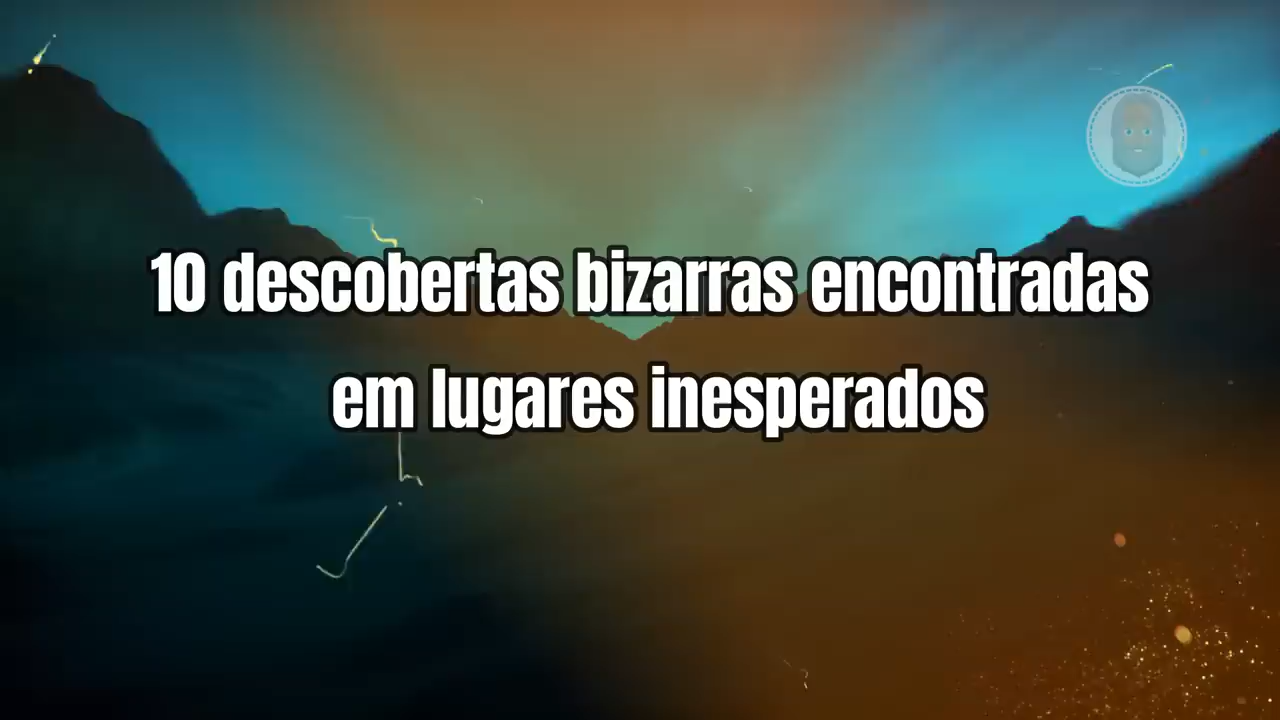 10 descobertas bizarras encontradas
em lugares inesperados